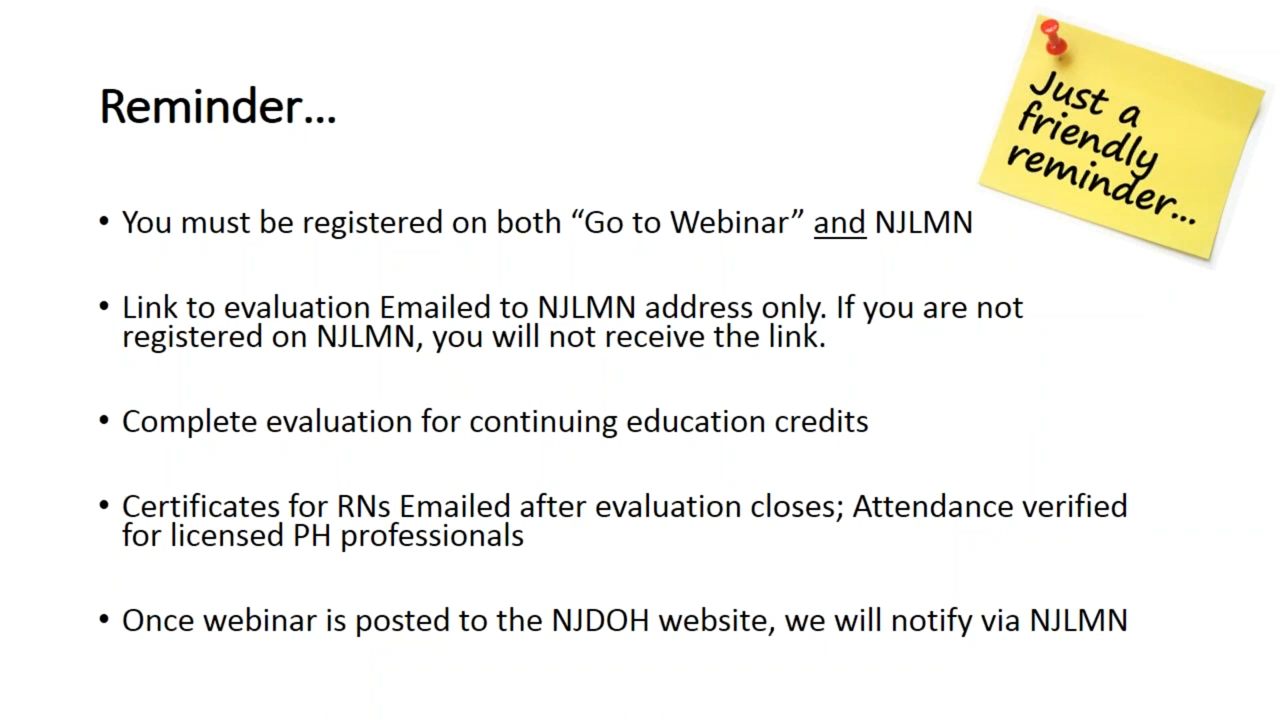 Reminder...
Just a
friendly
reminder...
• You must be registered on both “Go to Webinar” and NJLMN
• Link to evaluation Emailed to NJLMN address only. If you are not
registered on NJLMN, you will not receive the link.
• Complete evaluation for continuing education credits
• Certificates for RNs Emailed after evaluation closes; Attendance verified
for licensed PH professionals
• Once webinar is posted to the NJDOH website, we will notify via NJLMN